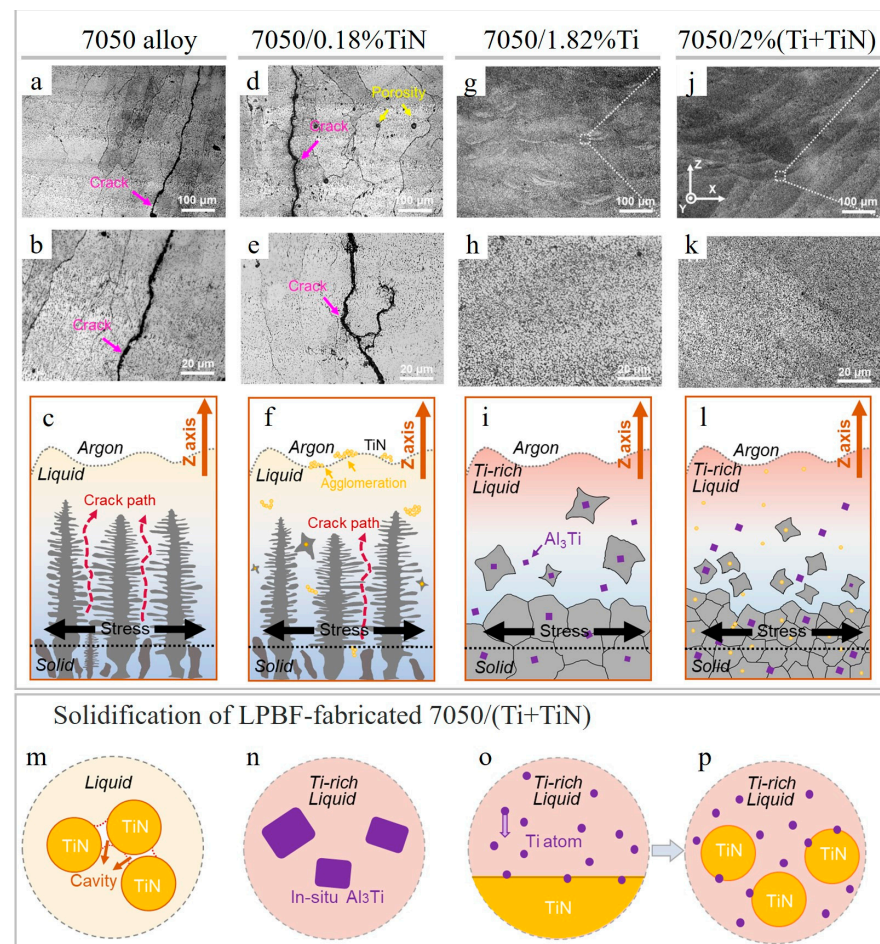 7050 alloy
7050/0.18%TiN
7050/1.82%Ti
7050/2%(Ti+TiN)
a
Crack
100 μm
d
Porosity
Crack
100 μm
g
100 μm
j
Z
X
Y
100 μm
b
Crack
20 μm
e
Crack
20 μm
h
20 μm
k
20 μm
c
Argon
Liquid
Z axis
Crack path
Stress
Solid
f
Argon
TiN
Liquid
Agglomeration
Z axis
Crack path
Stress
Solid
i
Argon
Ti-rich
Liquid
Z axis
Al₃Ti
Stress
Solid
l
Argon
Ti-rich
Liquid
Z axis
Stress
Solid
Solidification of LPBF-fabricated 7050/(Ti+TiN)
m
Liquid
TiN
TiN
Cavity
TiN
n
Ti-rich
Liquid
In-situ Al₃Ti
o
Ti-rich
Liquid
Ti atom
TiN
p
Ti-rich
Liquid
TiN
TiN
TiN